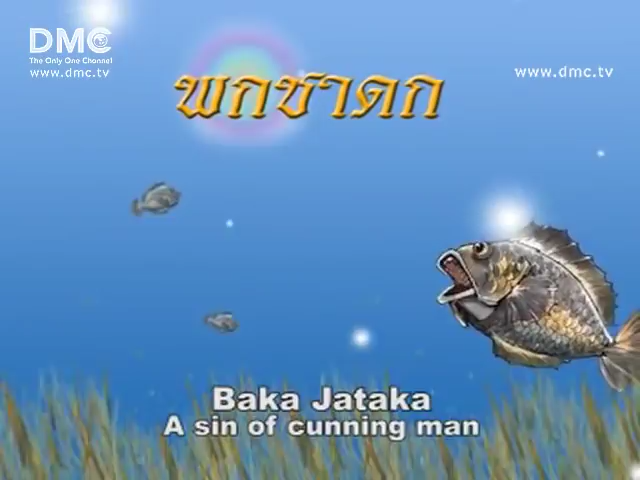 DMC
The Only One Channel
www.dmc.tv
www.dmc.tv
พกชาดก
Baka Jataka
A sin of cunning man